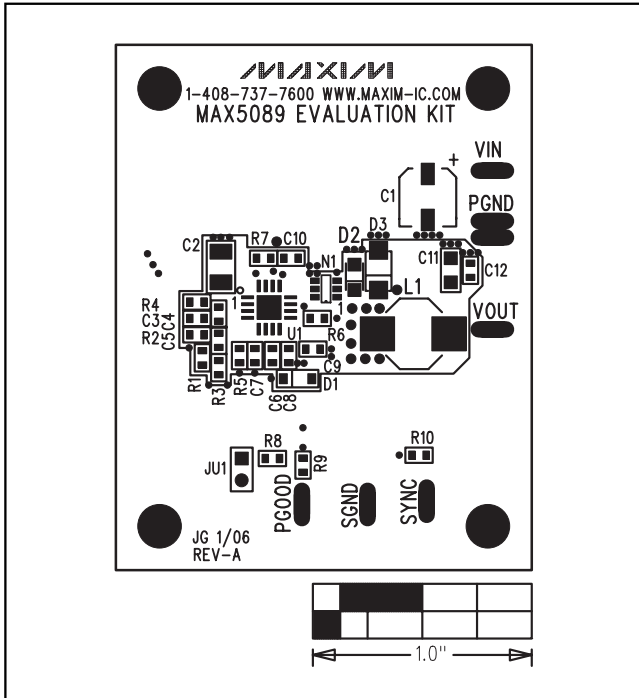 MAXIM
1-408-737-7600 WWW.MAXIM-IC.COM
MAX5089 EVALUATION KIT
VIN
+
C1
PGND
D3
D2
C2
R7
C10
N1
C11
C12
L1
1
1
VOUT
R4
C3
C4
R2
C5
U1
R6
R1
R3
R5
C7
C6
C8
C9
D1
R8
R9
R10
JU1
PGOOD
SGND
SYNC
JG 1/06
REV-A
1.0"